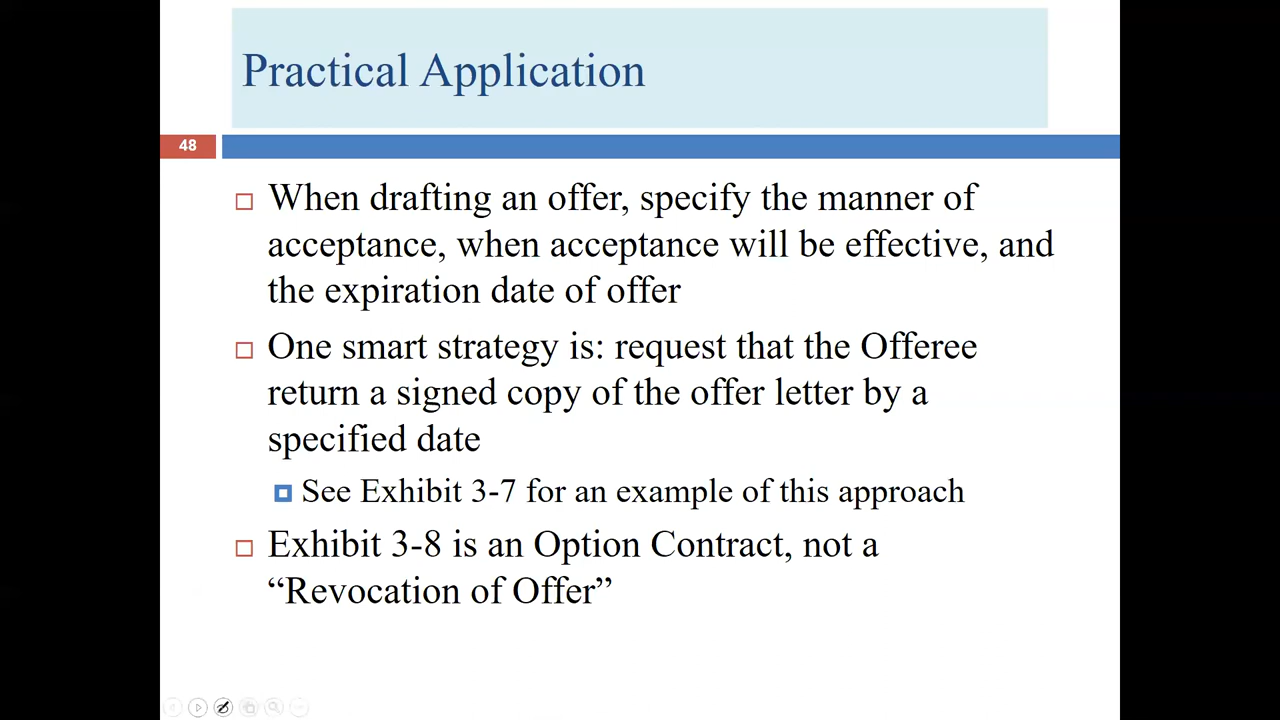 Practical Application
48
When drafting an offer, specify the manner of
acceptance, when acceptance will be effective, and
the expiration date of offer
One smart strategy is: request that the Offeree
return a signed copy of the offer letter by a
specified date
See Exhibit 3-7 for an example of this approach
Exhibit 3-8 is an Option Contract, not a
“Revocation of Offer”